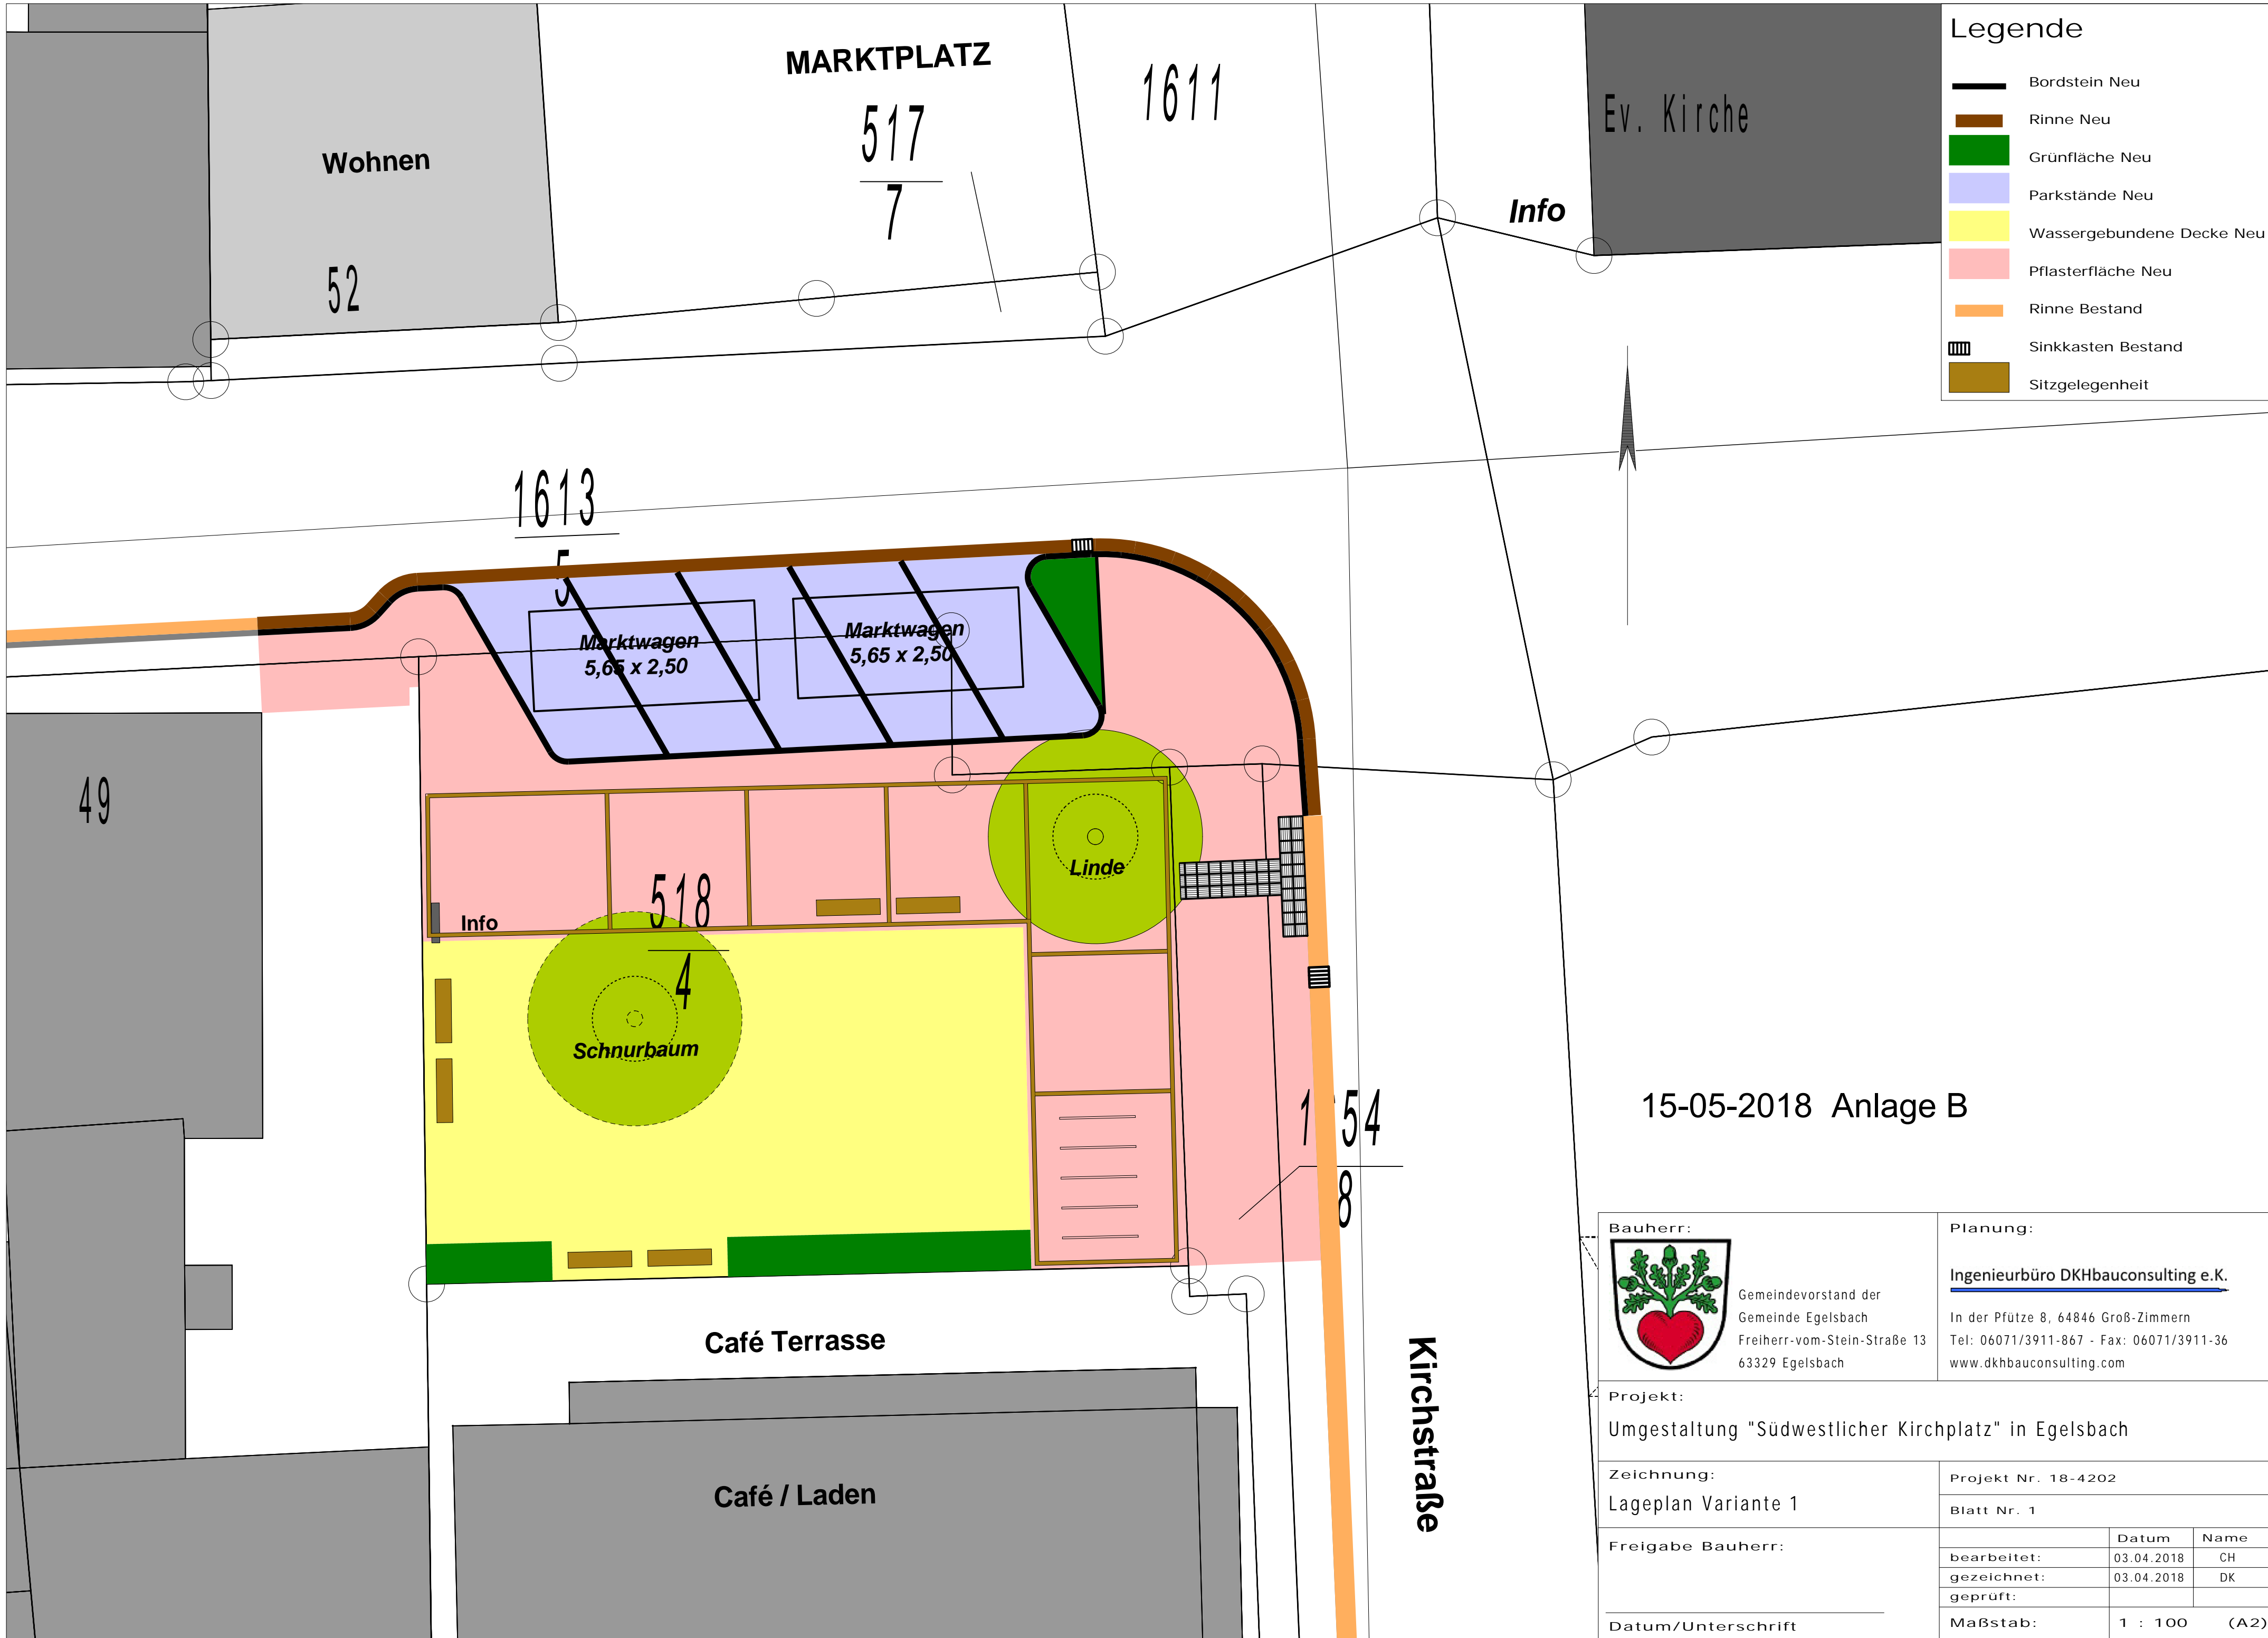 MARKTPLATZ
517
7
1611
Ev. Kirche
Wohnen
52
Info
Legende
Bordstein Neu
Rinne Neu
Grünfläche Neu
Parkstände Neu
Wassergebundene Decke Neu
Pflasterfläche Neu
Rinne Bestand
Sinkkasten Bestand
Sitzgelegenheit
1613
5
Marktwagen
5,65 x 2,50
Marktwagen
5,65 x 2,50
49
Linde
Info
518
4
Schnurbaum
8
15-05-2018 Anlage B
Café Terrasse
Café / Laden
Kirchstraße
Bauherr:
Gemeindevorstand der
Gemeinde Egelsbach
Freiherr-vom-Stein-Straße 13
63329 Egelsbach
Planung:
Ingenieurbüro DKHbauconsulting e.K.
In der Pfütze 8, 64846 Groß-Zimmern
Tel: 06071/3911-867 - Fax: 06071/3911-36
www.dkhbauconsulting.com
Projekt:
Umgestaltung "Südwestlicher Kirchplatz" in Egelsbach
Zeichnung:
Lageplan Variante 1
Projekt Nr. 18-4202
Blatt Nr. 1
Freigabe Bauherr:
Datum/Unterschrift
Datum Name
bearbeitet: 03.04.2018 CH
gezeichnet: 03.04.2018 DK
geprüft:
Maßstab: 1 : 100 (A2)